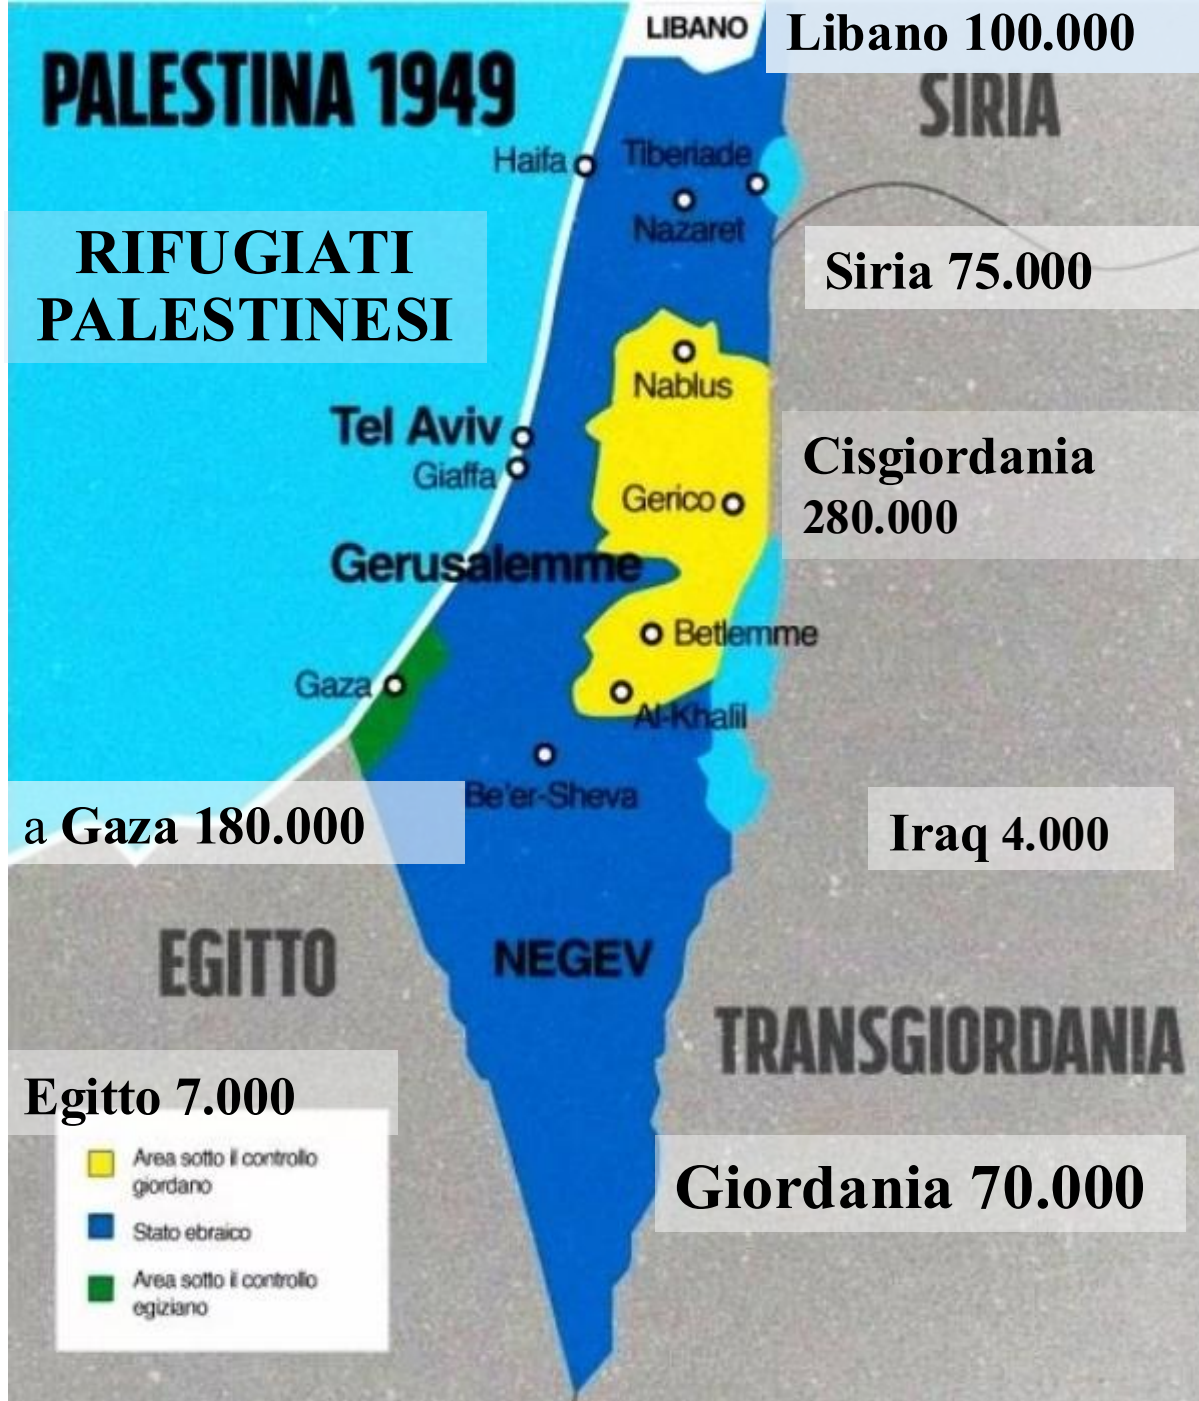 LIBANO
Libano 100.000
PALESTINA 1949
SIRIA
Haifa
Tiberiade
Nazaret
RIFUGIATI
PALESTINESI
Siria 75.000
Nablus
Tel Aviv
Giaffa
Cisgiordania
280.000
Gerico
Gerusalemme
Betlemme
Gaza
Al-Khalil
Be'er-Sheva
a Gaza 180.000
Iraq 4.000
EGITTO
NEGEV
TRANSGIORDANIA
Egitto 7.000
Giordania 70.000
Area sotto il controllo
giordano
Stato ebraico
Area sotto il controllo
egiziano